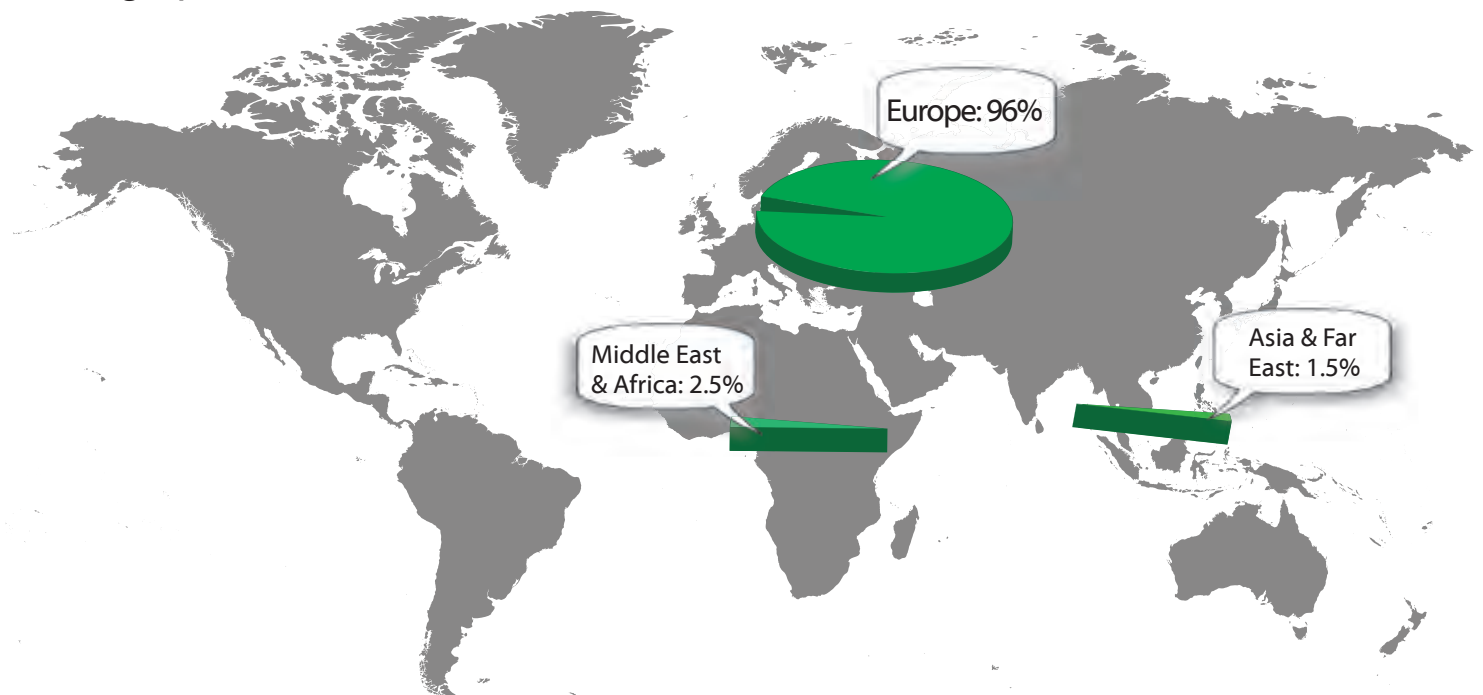 Europe: 96%
Middle East
& Africa: 2.5%
Asia & Far
East: 1.5%